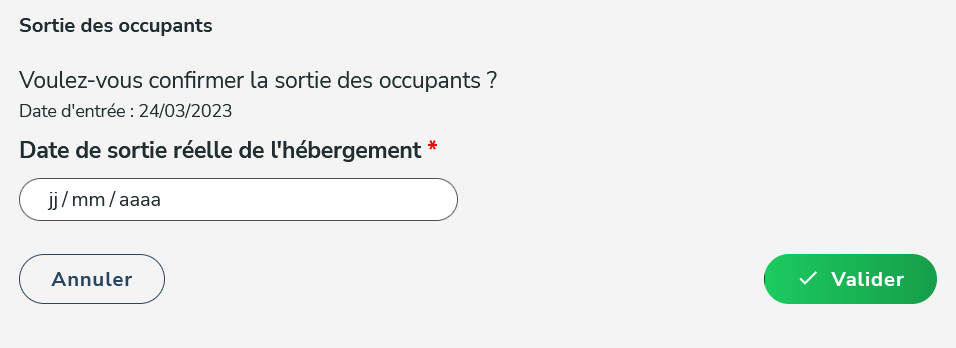 Sortie des occupants
Voulez-vous confirmer la sortie des occupants ?
Date d'entrée : 24/03/2023
Date de sortie réelle de l'hébergement *
jj/mm/aaaa
Annuler
Valider